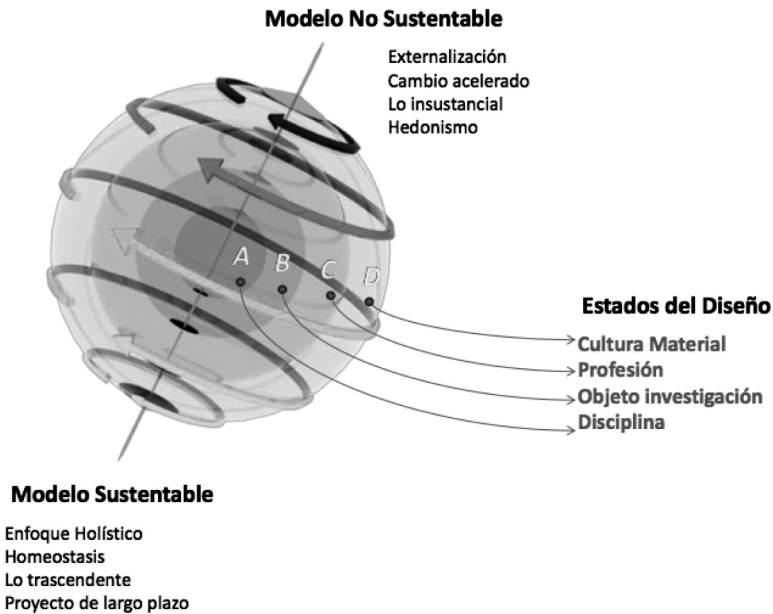 Modelo No Sustentable
Externalización
Cambio acelerado
Lo insustancial
Hedonismo
A
B
C
D
Estados del Diseño
Cultura Material
Profesión
Objeto investigación
Disciplina
Modelo Sustentable
Enfoque Holístico
Homeostasis
Lo trascendente
Proyecto de largo plazo